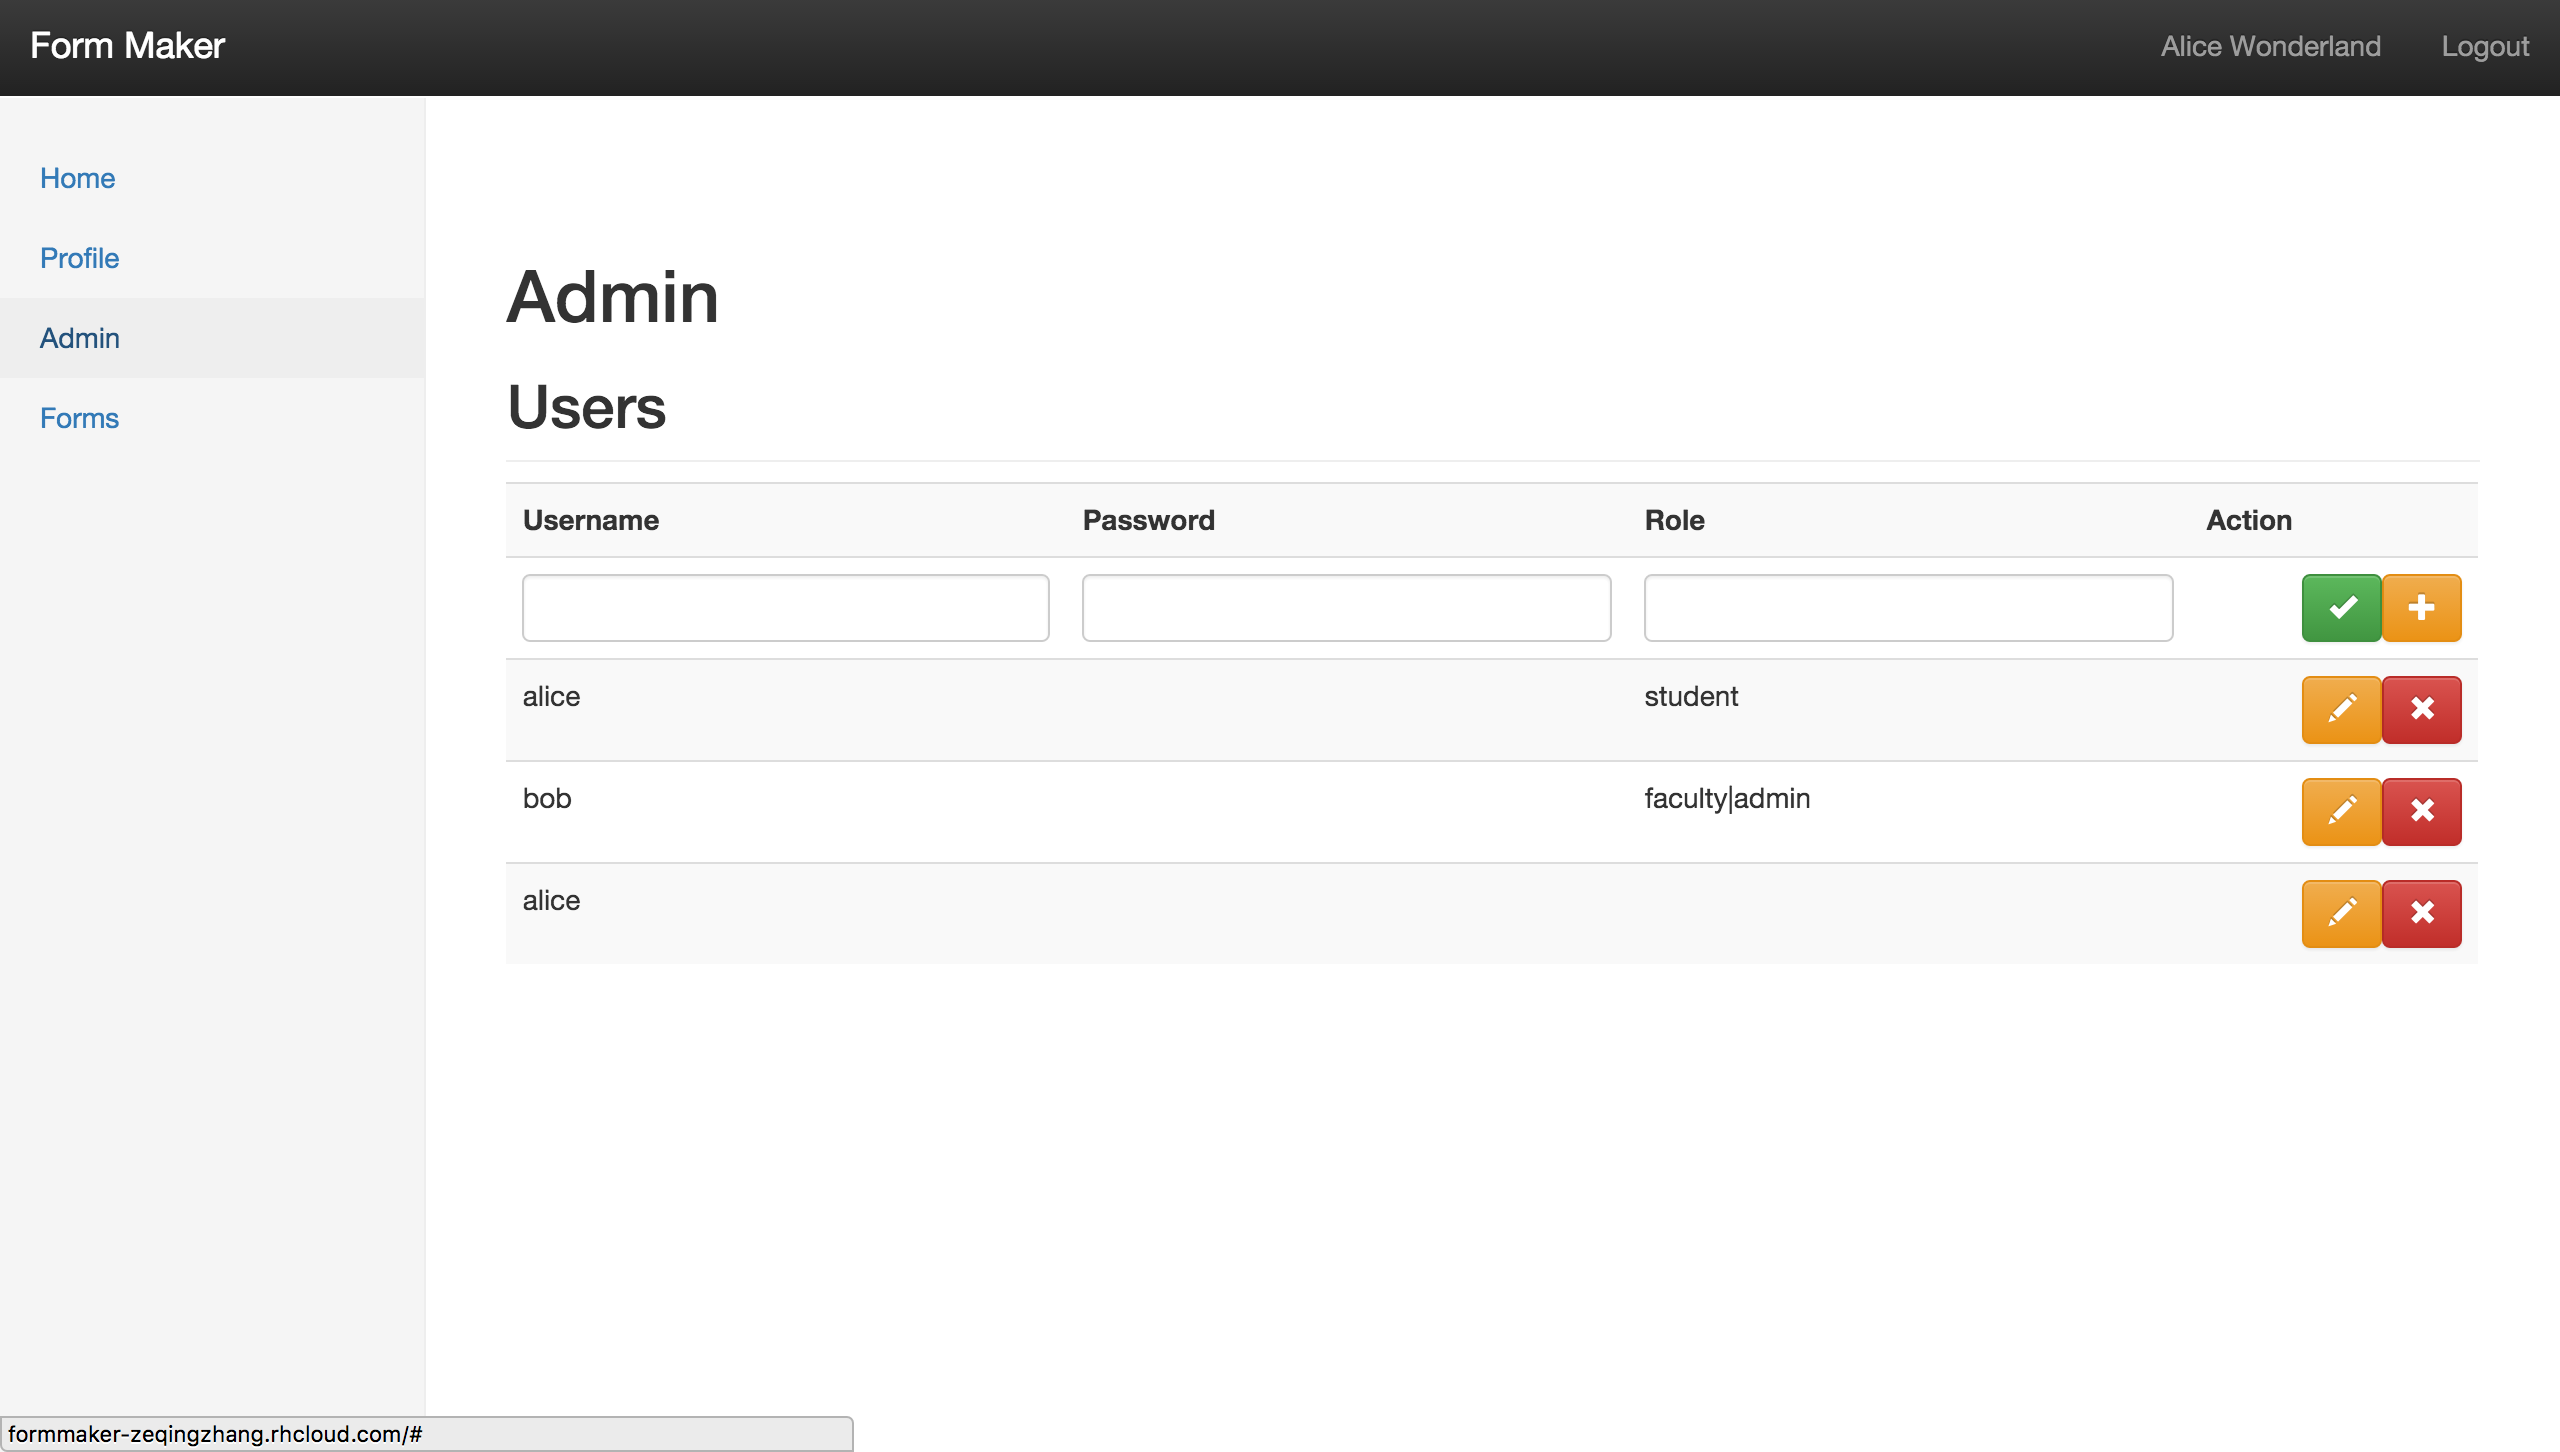 Form Maker Alice Wonderland Logout
Home
Profile
Admin
Forms
Admin
Users
Username Password Role Action
alice student
bob faculty|admin
alice
formmaker-zeqingzhang.rhcloud.com/#